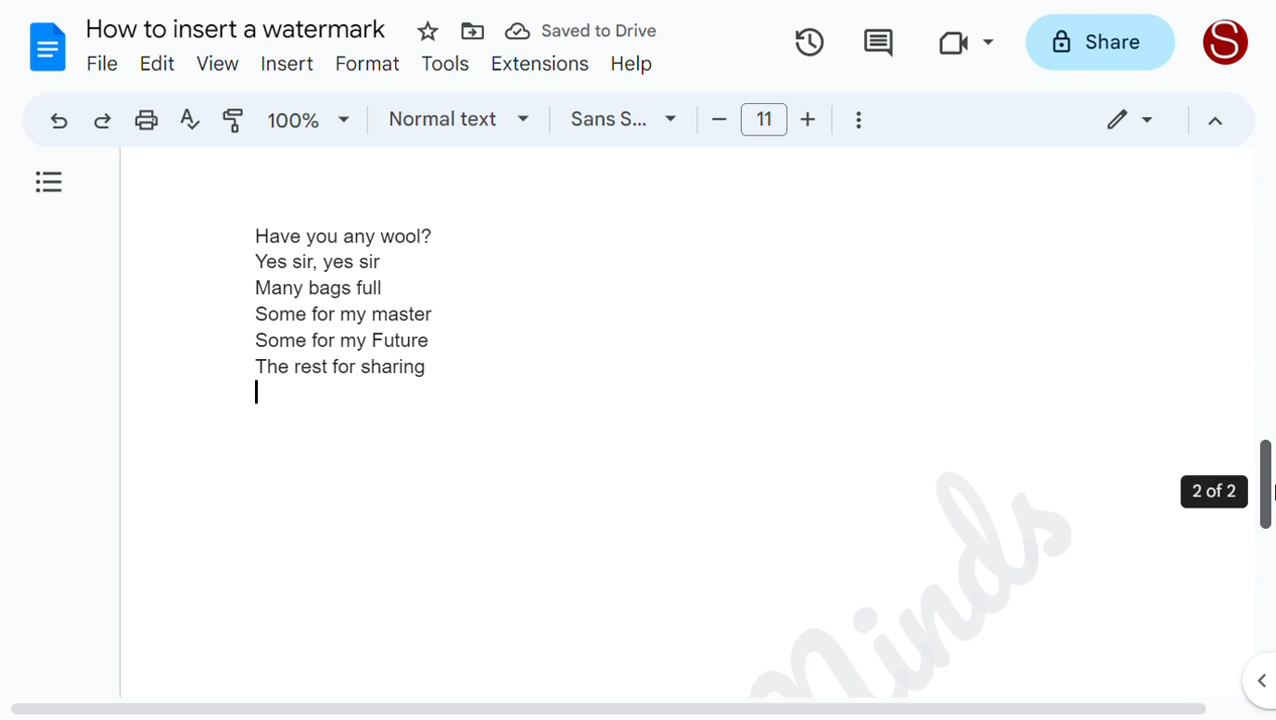 How to insert a watermark
Saved to Drive
Share
S
File Edit View Insert Format Tools Extensions Help
100% Normal text Sans S... 11
Have you any wool?
Yes sir, yes sir
Many bags full
Some for my master
Some for my Future
The rest for sharing
2 of 2
Minds